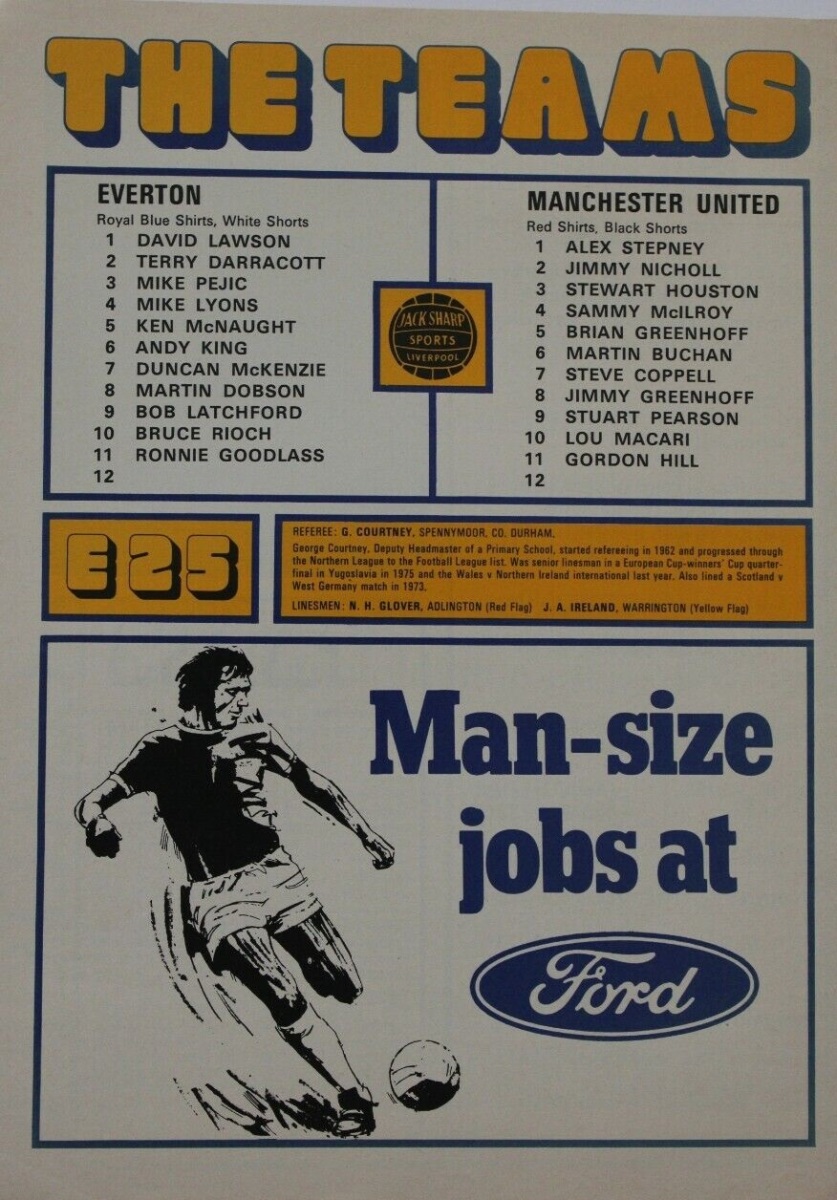 THE TEAMS
EVERTON
Royal Blue Shirts, White Shorts
1 DAVID LAWSON
2 TERRY DARRACOTT
3 MIKE PEJIC
4 MIKE LYONS
5 KEN McNAUGHT
6 ANDY KING
7 DUNCAN McKENZIE
8 MARTIN DOBSON
9 BOB LATCHFORD
10 BRUCE RIOCH
11 RONNIE GOODLASS
12
JACK SHARP
SPORTS
LIVERPOOL
MANCHESTER UNITED
Red Shirts, Black Shorts
1 ALEX STEPNEY
2 JIMMY NICHOLL
3 STEWART HOUSTON
4 SAMMY McILROY
5 BRIAN GREENHOFF
6 MARTIN BUCHAN
7 STEVE COPPELL
8 JIMMY GREENHOFF
9 STUART PEARSON
10 LOU MACARI
11 GORDON HILL
12
E25
REFEREE: G. COURTNEY, SPENNYMOOR, CO. DURHAM.
George Courtney, Deputy Headmaster of a Primary School, started refereeing in 1962 and progressed through
the Northern League to the Football League list. Was senior linesman in a European Cup-winners' Cup quarter-
final in Yugoslavia in 1975 and the Wales v Northern Ireland international last year. Also lined a Scotland v
West Germany match in 1973.
LINESMEN: N. H. GLOVER, ADLINGTON (Red Flag) J. A. IRELAND, WARRINGTON (Yellow Flag)
Man-size
jobs at
Ford